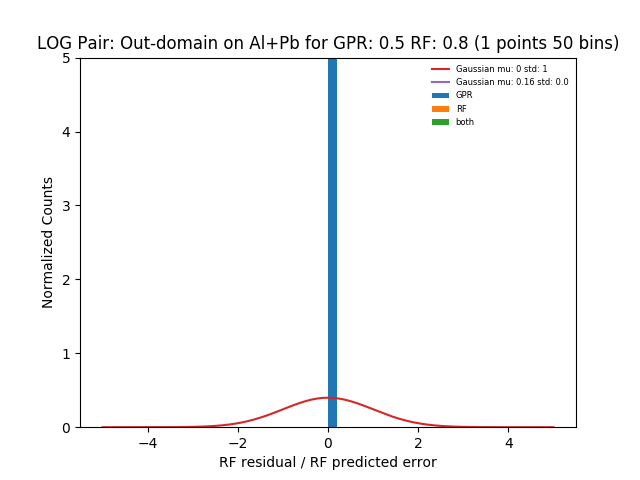 LOG Pair: Out-domain on Al+Pb for GPR: 0.5 RF: 0.8 (1 points 50 bins)
Gaussian mu: 0 std: 1
Gaussian mu: 0.16 std: 0.0
GPR
RF
both
Normalized Counts
5
4
3
2
1
0
−4
−2
0
2
4
RF residual / RF predicted error